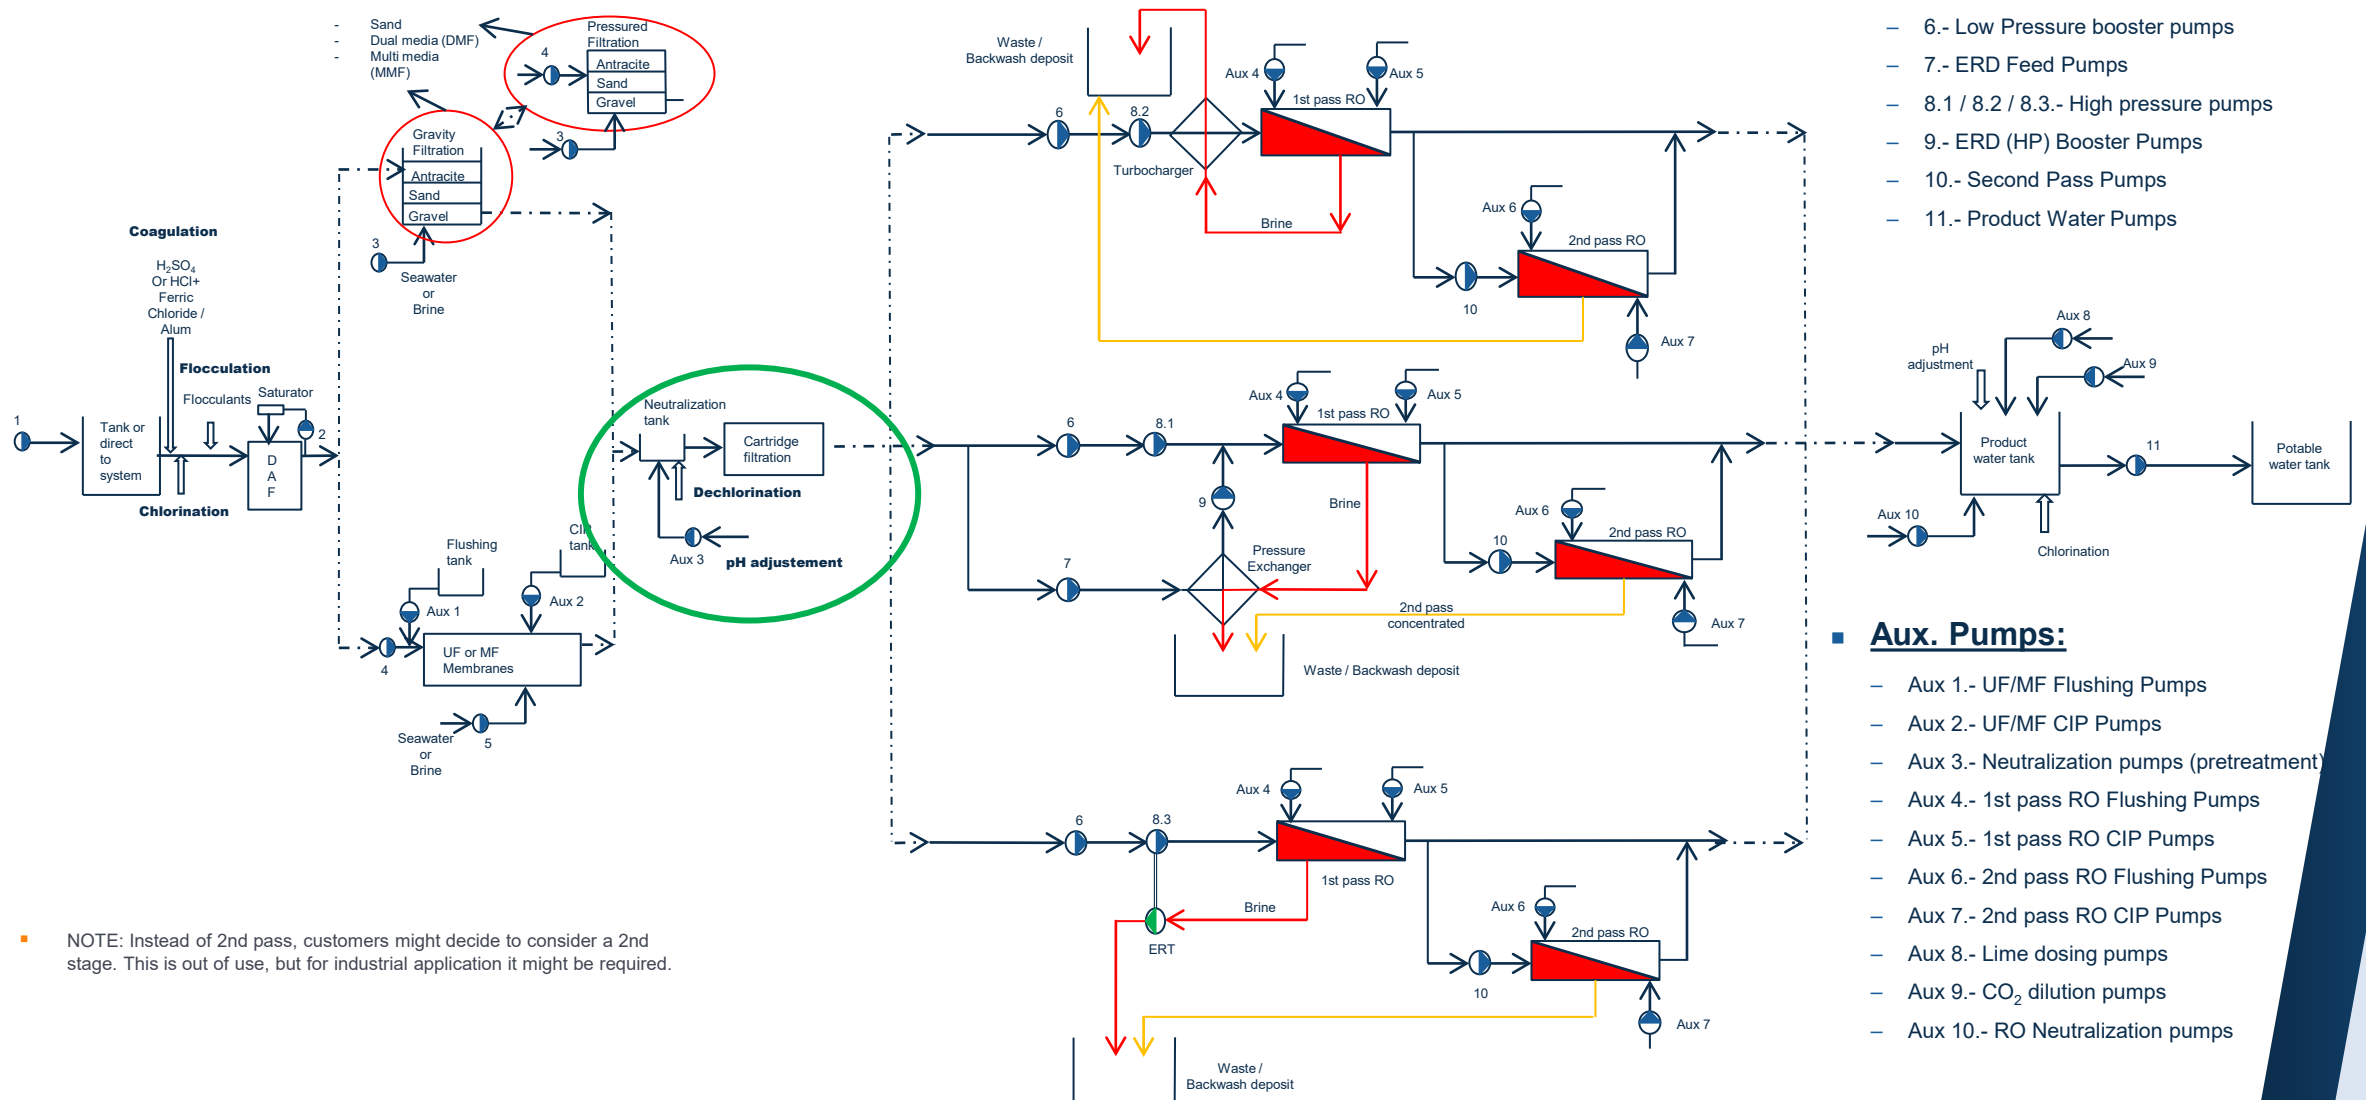 - Sand
- Dual media (DMF)
- Multi media
(MMF)
Pressured
Filtration
4
Antracite
Sand
Gravel
3
Gravity
Filtration
Antracite
Sand
Gravel
3
Seawater
or
Brine
Coagulation
H2SO4
Or HCl+
Ferric
Chloride /
Alum
Flocculation
Saturator
Flocculants
1
2
Tank or
direct
to
system
D
A
F
Chlorination
Neutralization
tank
Cartridge
filtration
Dechlorination
Aux 3
pH adjustement
Flushing
tank
CIP
tank
Aux 1
Aux 2
4
UF or MF
Membranes
Seawater
or
Brine
5
Waste /
Backwash deposit
Aux 4
Aux 5
1st pass RO
6
8.2
Turbocharger
Brine
Aux 6
2nd pass RO
10
Aux 7
Aux 4
Aux 5
1st pass RO
6
8.1
9
Brine
Aux 6
2nd pass RO
10
7
Pressure
Exchanger
2nd pass
concentrated
Aux 7
Waste / Backwash deposit
Aux 4
Aux 5
6
8.3
1st pass RO
Brine
ERT
Aux 6
2nd pass RO
10
Aux 7
Waste /
Backwash deposit
pH
adjustment
Aux 8
Aux 9
Product
water tank
11
Potable
water tank
Aux 10
Chlorination
– 6.- Low Pressure booster pumps
– 7.- ERD Feed Pumps
– 8.1 / 8.2 / 8.3.- High pressure pumps
– 9.- ERD (HP) Booster Pumps
– 10.- Second Pass Pumps
– 11.- Product Water Pumps
▪ Aux. Pumps:
– Aux 1.- UF/MF Flushing Pumps
– Aux 2.- UF/MF CIP Pumps
– Aux 3.- Neutralization pumps (pretreatment)
– Aux 4.- 1st pass RO Flushing Pumps
– Aux 5.- 1st pass RO CIP Pumps
– Aux 6.- 2nd pass RO Flushing Pumps
– Aux 7.- 2nd pass RO CIP Pumps
– Aux 8.- Lime dosing pumps
– Aux 9.- CO2 dilution pumps
– Aux 10.- RO Neutralization pumps
▪ NOTE: Instead of 2nd pass, customers might decide to consider a 2nd
stage. This is out of use, but for industrial application it might be required.